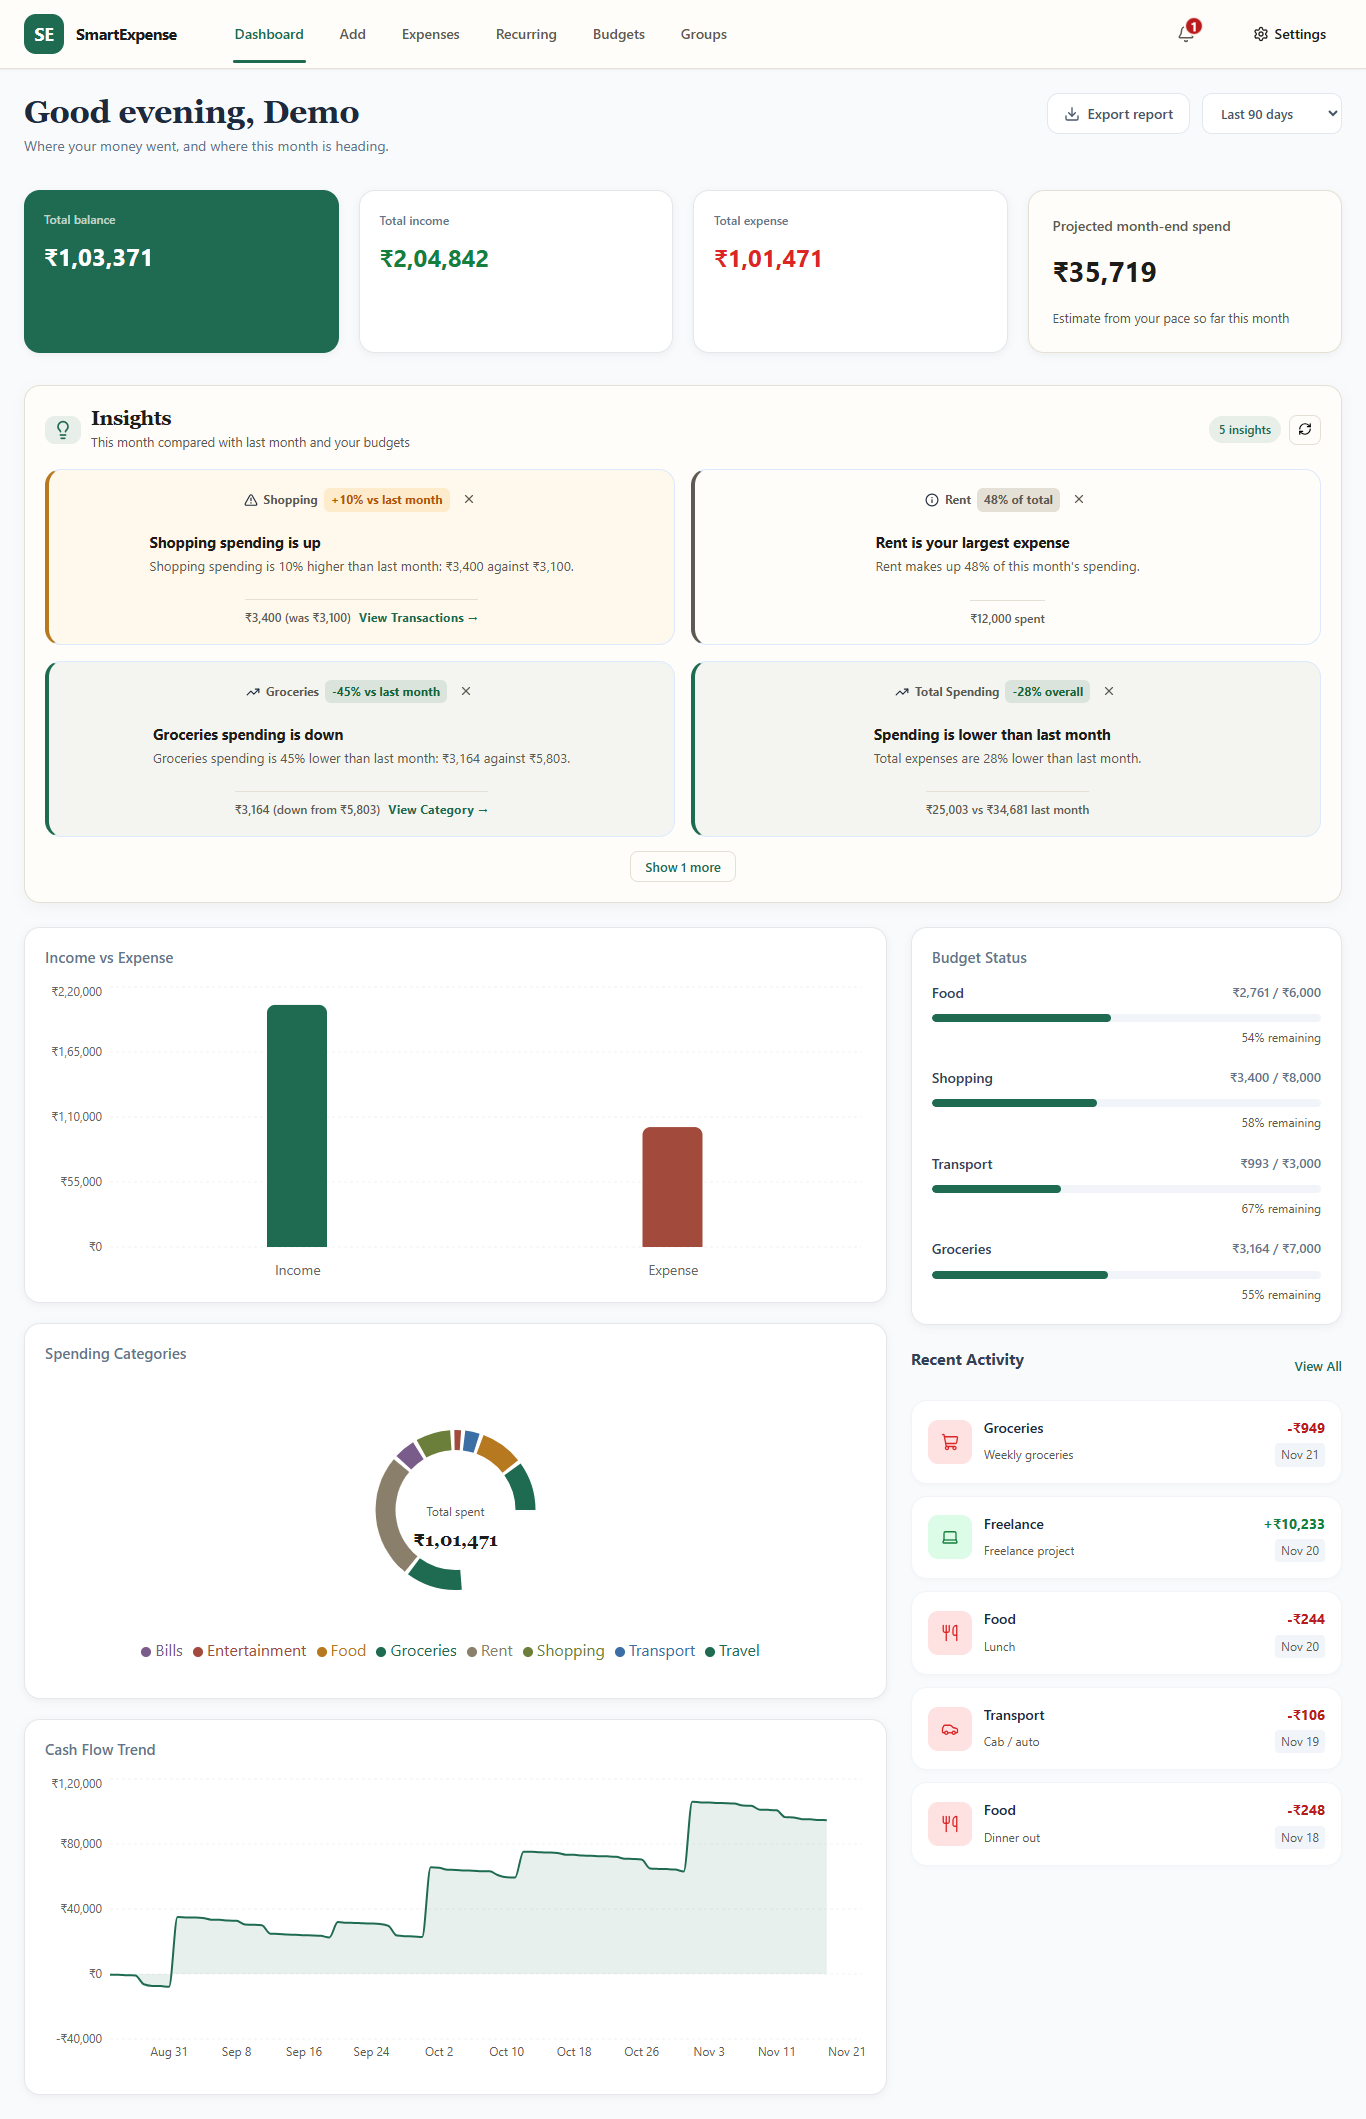 SE SmartExpense Dashboard Add Expenses Recurring Budgets Groups 1 Settings
Good evening, Demo
Where your money went, and where this month is heading.
Export report
Last 90 days
Total balance
₹1,03,371
Total income
₹2,04,842
Total expense
₹1,01,471
Projected month-end spend
₹35,719
Estimate from your pace so far this month
Insights
This month compared with last month and your budgets
5 insights
Shopping +10% vs last month
Shopping spending is up
Shopping spending is 10% higher than last month: ₹3,400 against ₹3,100.
₹3,400 (was ₹3,100) View Transactions →
Rent 48% of total
Rent is your largest expense
Rent makes up 48% of this month's spending.
₹12,000 spent
Groceries -45% vs last month
Groceries spending is down
Groceries spending is 45% lower than last month: ₹3,164 against ₹5,803.
₹3,164 (down from ₹5,803) View Category →
Total Spending -28% overall
Spending is lower than last month
Total expenses are 28% lower than last month.
₹25,003 vs ₹34,681 last month
Show 1 more
Income vs Expense
₹2,20,000
₹1,65,000
₹1,10,000
₹55,000
₹0
Income Expense
Budget Status
Food ₹2,761 / ₹6,000
54% remaining
Shopping ₹3,400 / ₹8,000
58% remaining
Transport ₹993 / ₹3,000
67% remaining
Groceries ₹3,164 / ₹7,000
55% remaining
Spending Categories
Total spent
₹1,01,471
Bills Entertainment Food Groceries Rent Shopping Transport Travel
Recent Activity View All
Groceries -₹949
Weekly groceries Nov 21
Freelance +₹10,233
Freelance project Nov 20
Food -₹244
Lunch Nov 20
Transport -₹106
Cab / auto Nov 19
Food -₹248
Dinner out Nov 18
Cash Flow Trend
₹1,20,000
₹80,000
₹40,000
₹0
-₹40,000
Aug 31 Sep 8 Sep 16 Sep 24 Oct 2 Oct 10 Oct 18 Oct 26 Nov 3 Nov 11 Nov 21